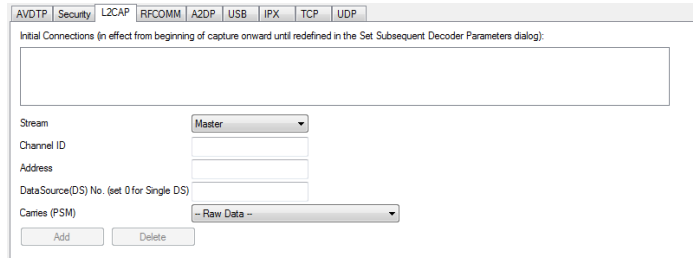 AVDTP Security L2CAP RFCOMM A2DP USB IPX TCP UDP
Initial Connections (in effect from beginning of capture onward until redefined in the Set Subsequent Decoder Parameters dialog):
Stream Master
Channel ID
Address
DataSource(DS) No. (set 0 for Single DS)
Carries (PSM) -- Raw Data --
Add Delete